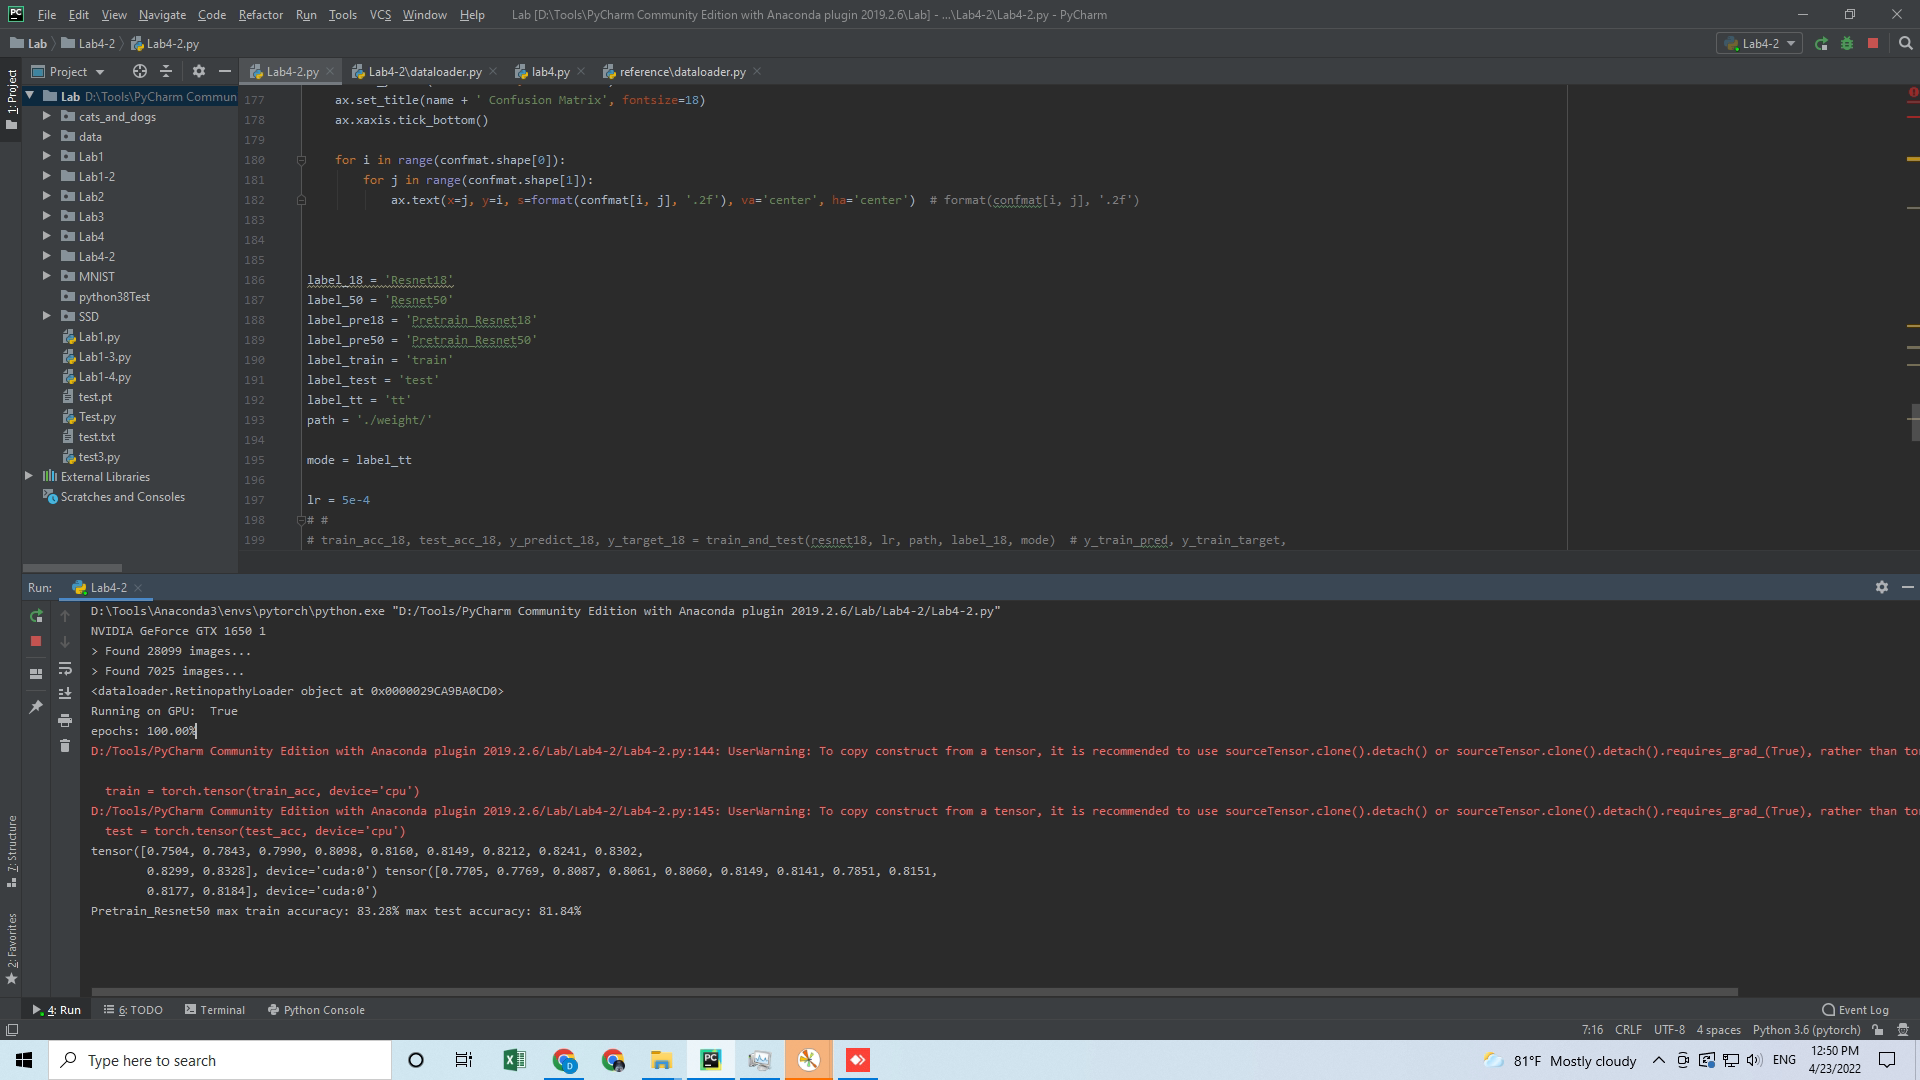 File Edit View Navigate Code Refactor Run Tools VCS Window Help Lab [D:\Tools\PyCharm Community Edition with Anaconda plugin 2019.2.6\Lab] - ...\Lab4-2\Lab4-2.py - PyCharm
Lab Lab4-2 Lab4-2.py Lab4-2
Project Lab4-2.py Lab4-2\dataloader.py lab4.py reference\dataloader.py
1: Project
Lab D:\Tools\PyCharm Commun
cats_and_dogs
data
Lab1
Lab1-2
Lab2
Lab3
Lab4
Lab4-2
MNIST
python38Test
SSD
Lab1.py
Lab1-3.py
Lab1-4.py
test.pt
Test.py
test.txt
test3.py
External Libraries
Scratches and Consoles
177 ax.set_title(name + ' Confusion Matrix', fontsize=18)
178 ax.xaxis.tick_bottom()
179
180 for i in range(confmat.shape[0]):
181 for j in range(confmat.shape[1]):
182 ax.text(x=j, y=i, s=format(confmat[i, j], '.2f'), va='center', ha='center') # format(confmat[i, j], '.2f')
183
184
185
186 label_18 = 'Resnet18'
187 label_50 = 'Resnet50'
188 label_pre18 = 'Pretrain_Resnet18'
189 label_pre50 = 'Pretrain_Resnet50'
190 label_train = 'train'
191 label_test = 'test'
192 label_tt = 'tt'
193 path = './weight/'
194
195 mode = label_tt
196
197 lr = 5e-4
198 # #
199 # train_acc_18, test_acc_18, y_predict_18, y_target_18 = train_and_test(resnet18, lr, path, label_18, mode) # y_train_pred, y_train_target,
Run: Lab4-2
D:\Tools\Anaconda3\envs\pytorch\python.exe "D:/Tools/PyCharm Community Edition with Anaconda plugin 2019.2.6/Lab/Lab4-2/Lab4-2.py"
NVIDIA GeForce GTX 1650 1
> Found 28099 images...
> Found 7025 images...
<dataloader.RetinopathyLoader object at 0x0000029CA9BA0CD0>
Running on GPU: True
epochs: 100.00%
D:/Tools/PyCharm Community Edition with Anaconda plugin 2019.2.6/Lab/Lab4-2/Lab4-2.py:144: UserWarning: To copy construct from a tensor, it is recommended to use sourceTensor.clone().detach() or sourceTensor.clone().detach().requires_grad_(True), rather than to
train = torch.tensor(train_acc, device='cpu')
D:/Tools/PyCharm Community Edition with Anaconda plugin 2019.2.6/Lab/Lab4-2/Lab4-2.py:145: UserWarning: To copy construct from a tensor, it is recommended to use sourceTensor.clone().detach() or sourceTensor.clone().detach().requires_grad_(True), rather than to
test = torch.tensor(test_acc, device='cpu')
tensor([0.7504, 0.7843, 0.7990, 0.8098, 0.8160, 0.8149, 0.8212, 0.8241, 0.8302,
0.8299, 0.8328], device='cuda:0') tensor([0.7705, 0.7769, 0.8087, 0.8061, 0.8060, 0.8149, 0.8141, 0.7851, 0.8151,
0.8177, 0.8184], device='cuda:0')
Pretrain_Resnet50 max train accuracy: 83.28% max test accuracy: 81.84%
7: Structure
2: Favorites
4: Run 6: TODO Terminal Python Console Event Log
7:16 CRLF UTF-8 4 spaces Python 3.6 (pytorch)
Type here to search 81°F Mostly cloudy ENG 12:50 PM
4/23/2022